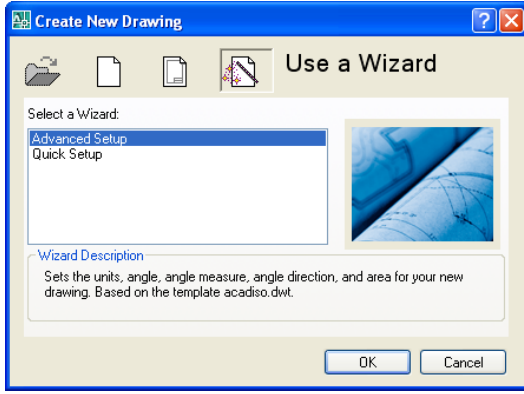 Create New Drawing
Use a Wizard
Select a Wizard:
Advanced Setup
Quick Setup
Wizard Description
Sets the units, angle, angle measure, angle direction, and area for your new
drawing. Based on the template acadiso.dwt.
OK
Cancel